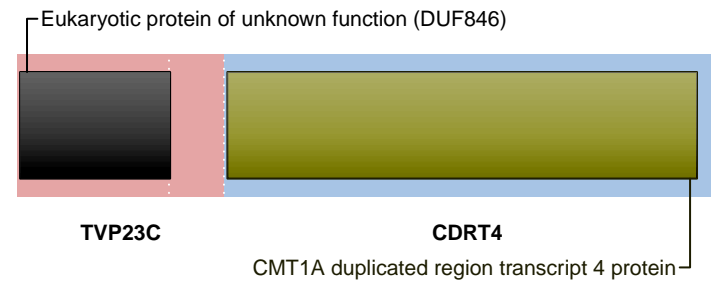 Eukaryotic protein of unknown function (DUF846)
TVP23C CDRT4
CMT1A duplicated region transcript 4 protein